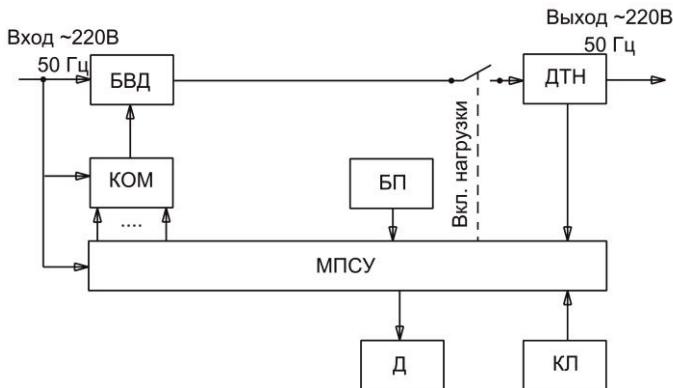 Вход ~220В
50 Гц
Выход ~220В
50 Гц
БВД
ДТН
Вкл. нагрузки
КОМ
БП
....
МПСУ
Д
КЛ